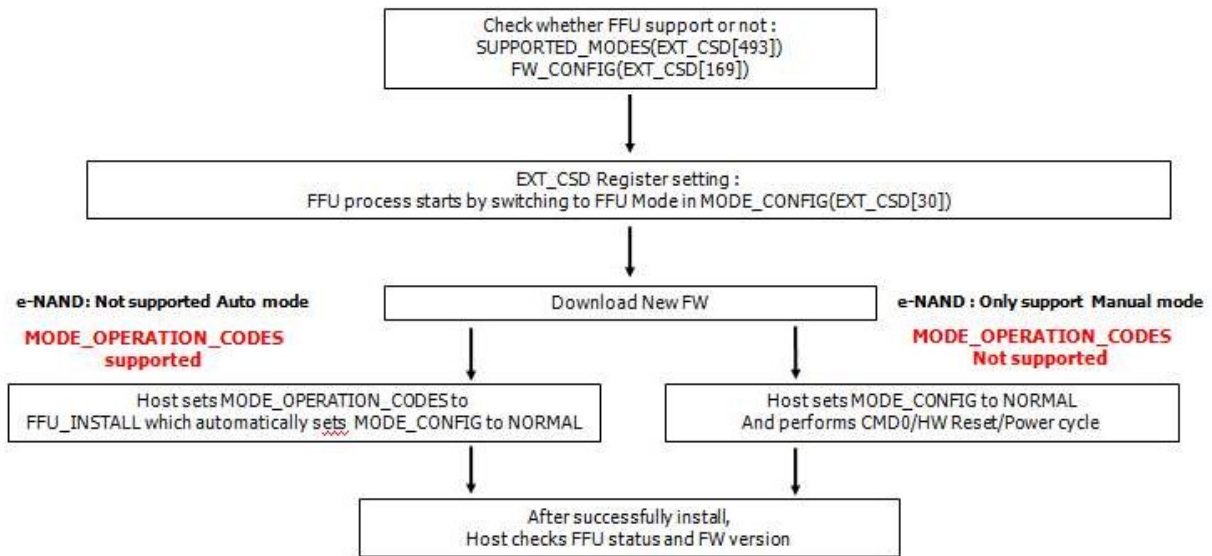 Check whether FFU support or not :
SUPPORTED_MODES(EXT_CSD[493])
FW_CONFIG(EXT_CSD[169])
EXT_CSD Register setting :
FFU process starts by switching to FFU Mode in MODE_CONFIG(EXT_CSD[30])
e-NAND: Not supported Auto mode
Download New FW
e-NAND : Only support Manual mode
MODE_OPERATION_CODES
supported
MODE_OPERATION_CODES
Not supported
Host sets MODE_OPERATION_CODES to
FFU_INSTALL which automatically sets MODE_CONFIG to NORMAL
Host sets MODE_CONFIG to NORMAL
And performs CMD0/HW Reset/Power cycle
After successfully install,
Host checks FFU status and FW version